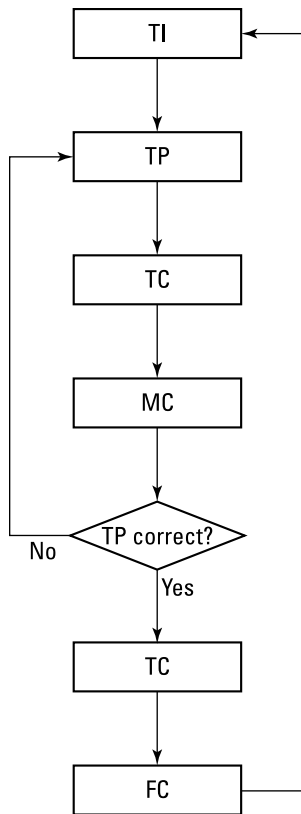 TI
TP
TC
MC
TP correct?
No
Yes
TC
FC